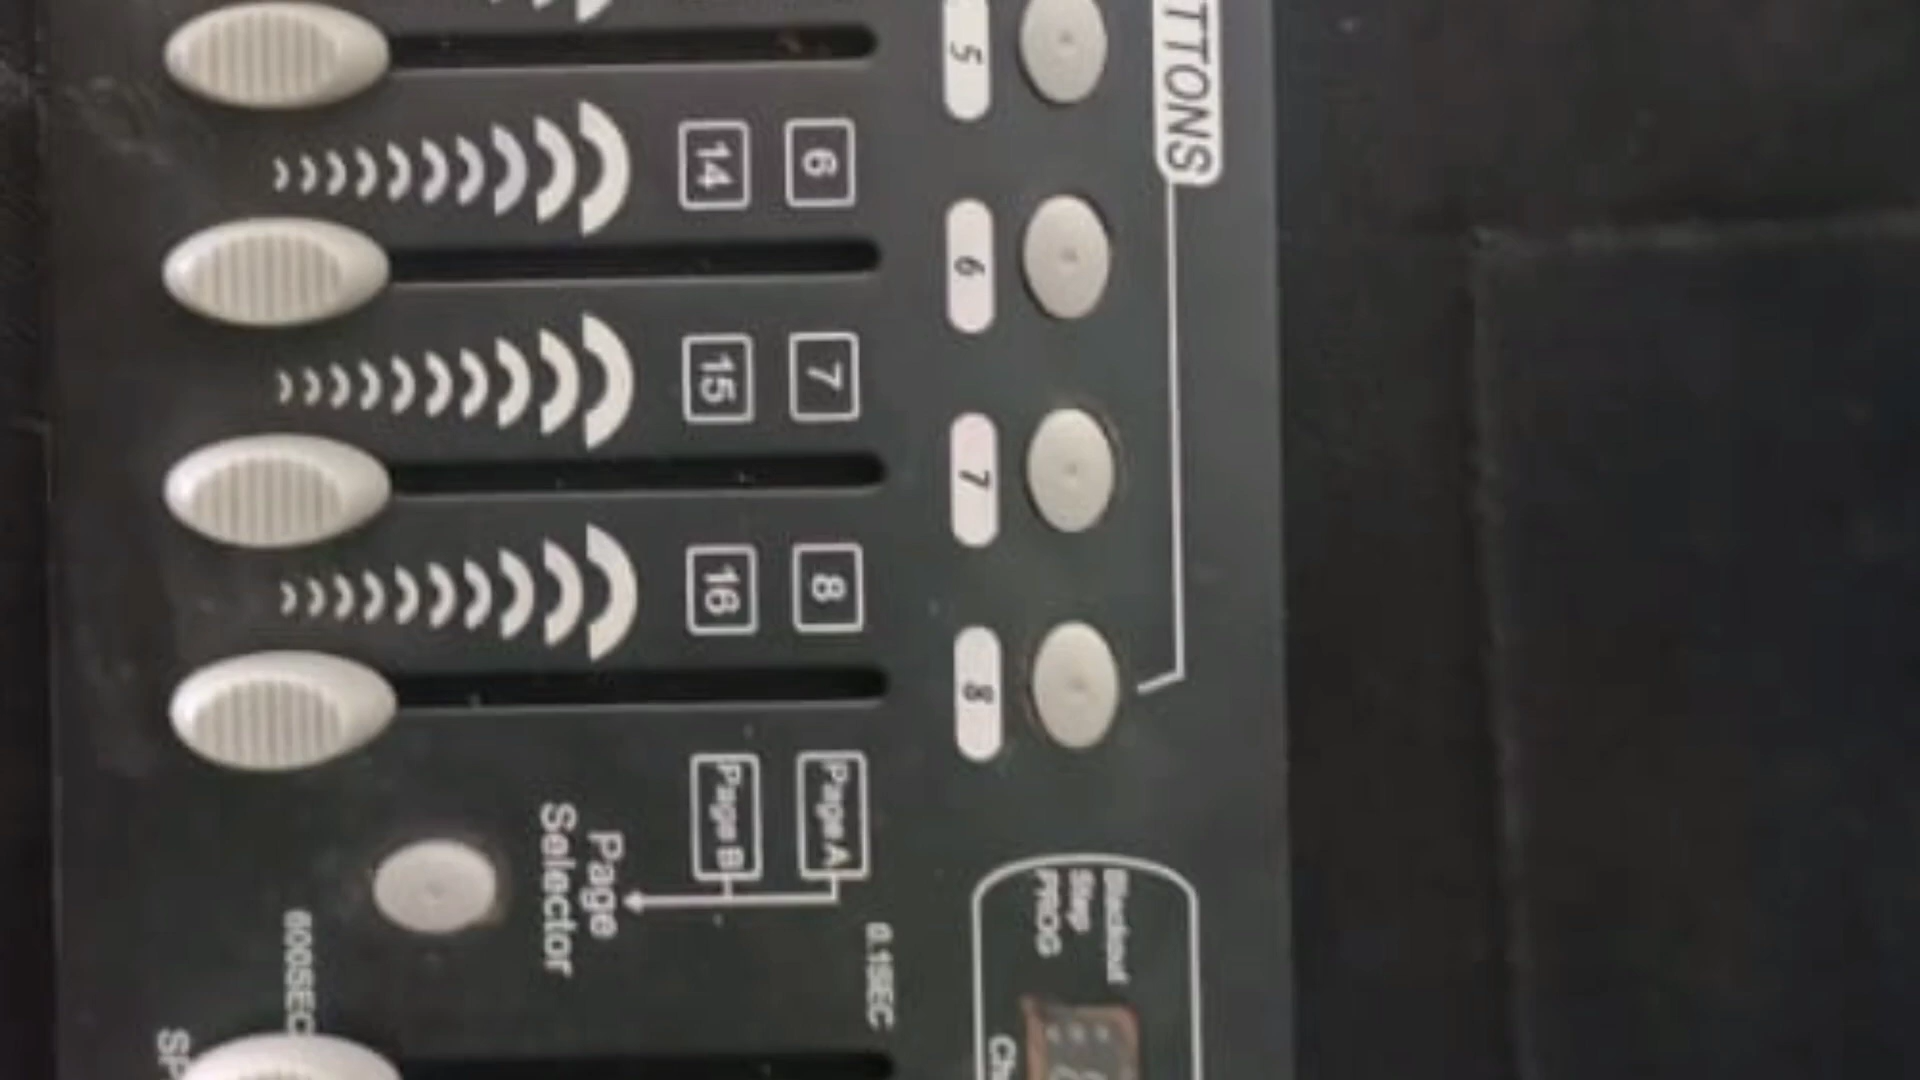 TTONS
5
6
7
8
6
7
8
Page A
14
15
16
Page B
Page
Selector
Blackout
Step
PROG
0.1SEC
600SEC
SP